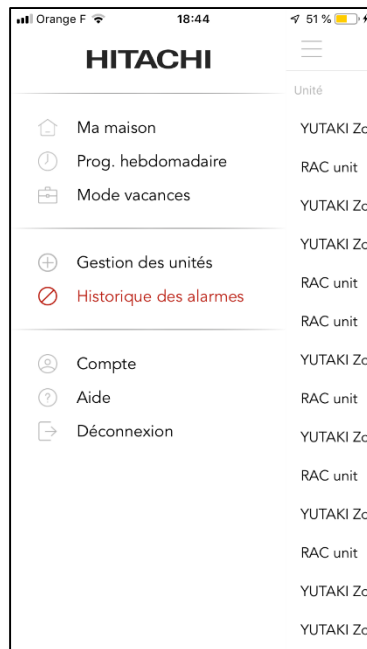 Orange F 18:44 51 %
HITACHI
Ma maison
Prog. hebdomadaire
Mode vacances
Gestion des unités
Historique des alarmes
Compte
Aide
Déconnexion
Unité
YUTAKI Zo
RAC unit
YUTAKI Zo
YUTAKI Zo
RAC unit
RAC unit
YUTAKI Zo
RAC unit
YUTAKI Zo
RAC unit
YUTAKI Zo
RAC unit
YUTAKI Zo
YUTAKI Zo